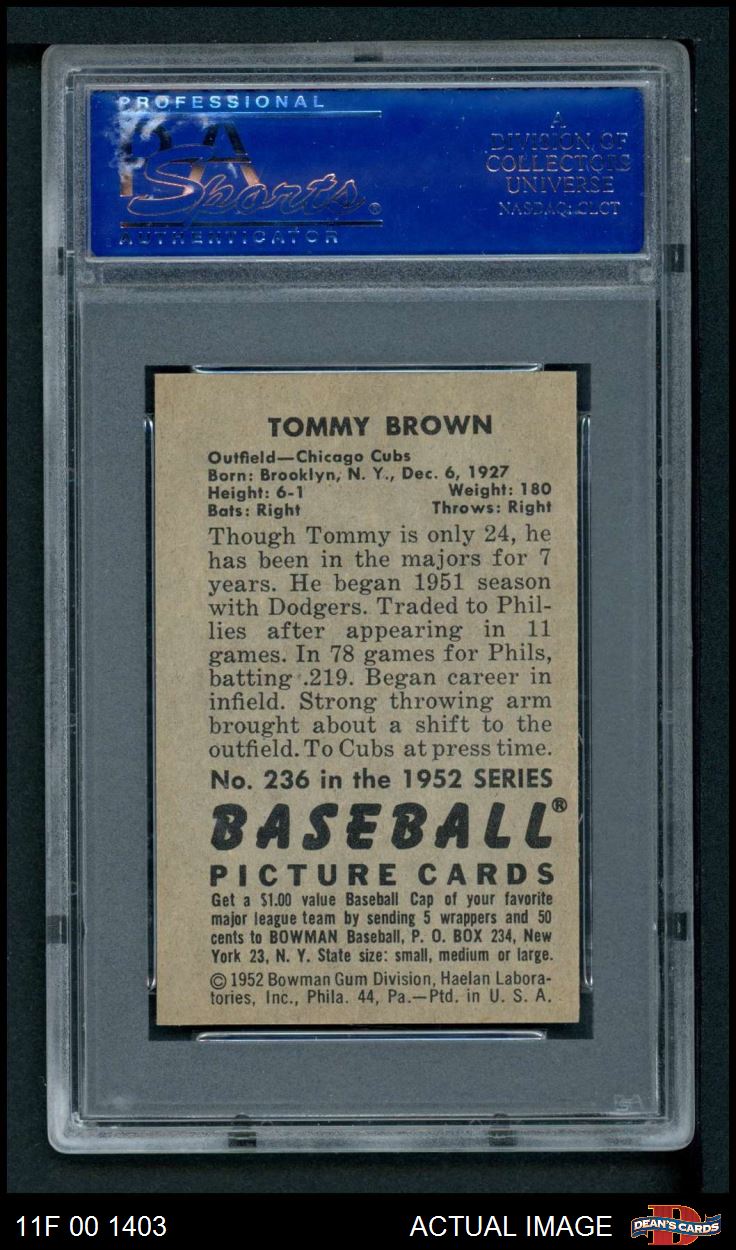 PROFESSIONAL
PSA
Sports®
AUTHENTICATOR
A
DIVISION OF
COLLECTORS
UNIVERSE
NASDAQ: CLCT
TOMMY BROWN
Outfield—Chicago Cubs
Born: Brooklyn, N. Y., Dec. 6, 1927
Height: 6-1 Weight: 180
Bats: Right Throws: Right
Though Tommy is only 24, he
has been in the majors for 7
years. He began 1951 season
with Dodgers. Traded to Phil-
lies after appearing in 11
games. In 78 games for Phils,
batting .219. Began career in
infield. Strong throwing arm
brought about a shift to the
outfield. To Cubs at press time.
No. 236 in the 1952 SERIES
BASEBALL®
PICTURE CARDS
Get a $1.00 value Baseball Cap of your favorite
major league team by sending 5 wrappers and 50
cents to BOWMAN Baseball, P. O. BOX 234, New
York 23, N. Y. State size: small, medium or large.
© 1952 Bowman Gum Division, Haelan Labora-
tories, Inc., Phila. 44, Pa.—Ptd. in U. S. A.
PSA
11F 00 1403 ACTUAL IMAGE DEAN'S CARDS